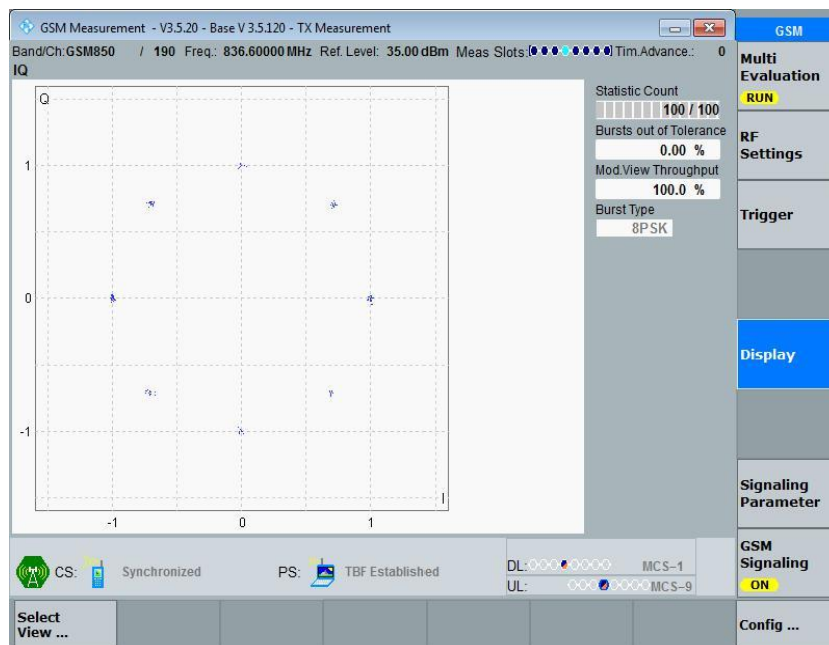 GSM Measurement - V3.5.20 - Base V 3.5.120 - TX Measurement
GSM
Band/Ch: GSM850 / 190 Freq.: 836.60000 MHz Ref. Level: 35.00 dBm Meas Slots: Tim.Advance.: 0
IQ
Multi
Evaluation
RUN
Q
Statistic Count
100 / 100
Bursts out of Tolerance
0.00 %
Mod.View Throughput
100.0 %
Burst Type
8PSK
RF
Settings
Trigger
1
0
-1
I
-1 0 1
Display
Signaling
Parameter
GSM
Signaling
ON
CS: Synchronized PS: TBF Established
DL: MCS-1
UL: MCS-9
Select
View ...
Config ...